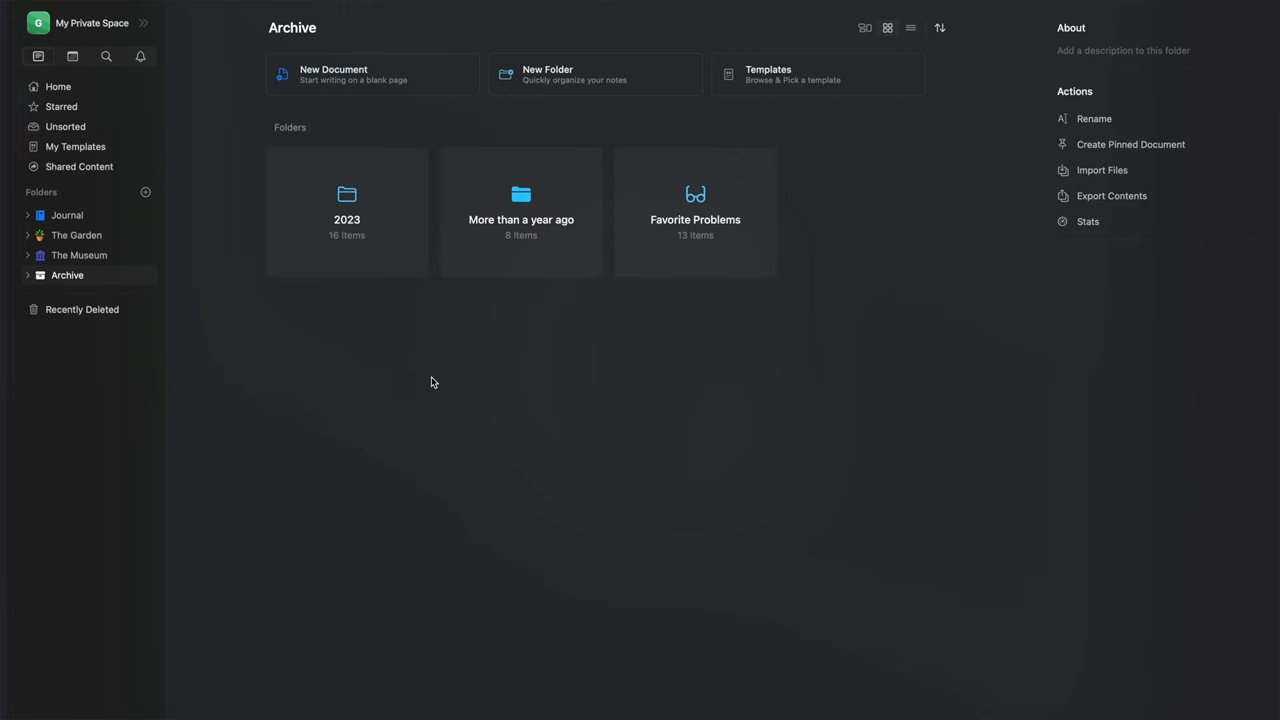 G My Private Space
Home
Starred
Unsorted
My Templates
Shared Content
Folders
Journal
The Garden
The Museum
Archive
Recently Deleted
Archive
New Document
Start writing on a blank page
New Folder
Quickly organize your notes
Templates
Browse & Pick a template
Folders
2023
16 Items
More than a year ago
8 Items
Favorite Problems
13 Items
About
Add a description to this folder
Actions
Rename
Create Pinned Document
Import Files
Export Contents
Stats